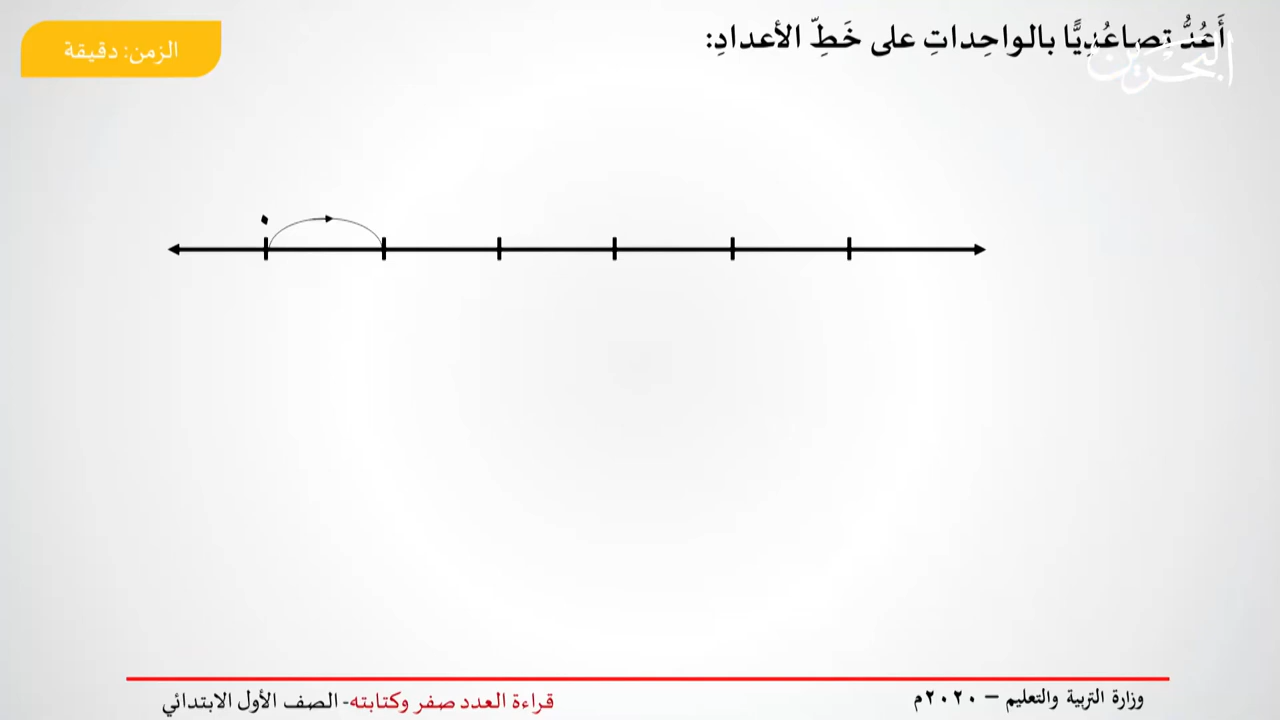 أَعُدُّ تصاعُدِيًّا بالواحِداتِ على خَطِّ الأعدادِ:
البحرين
الزمن: دقيقة
٠
وزارة التربية والتعليم – ٢٠٢٠م
قراءة العدد صفر وكتابته- الصف الأول الابتدائي